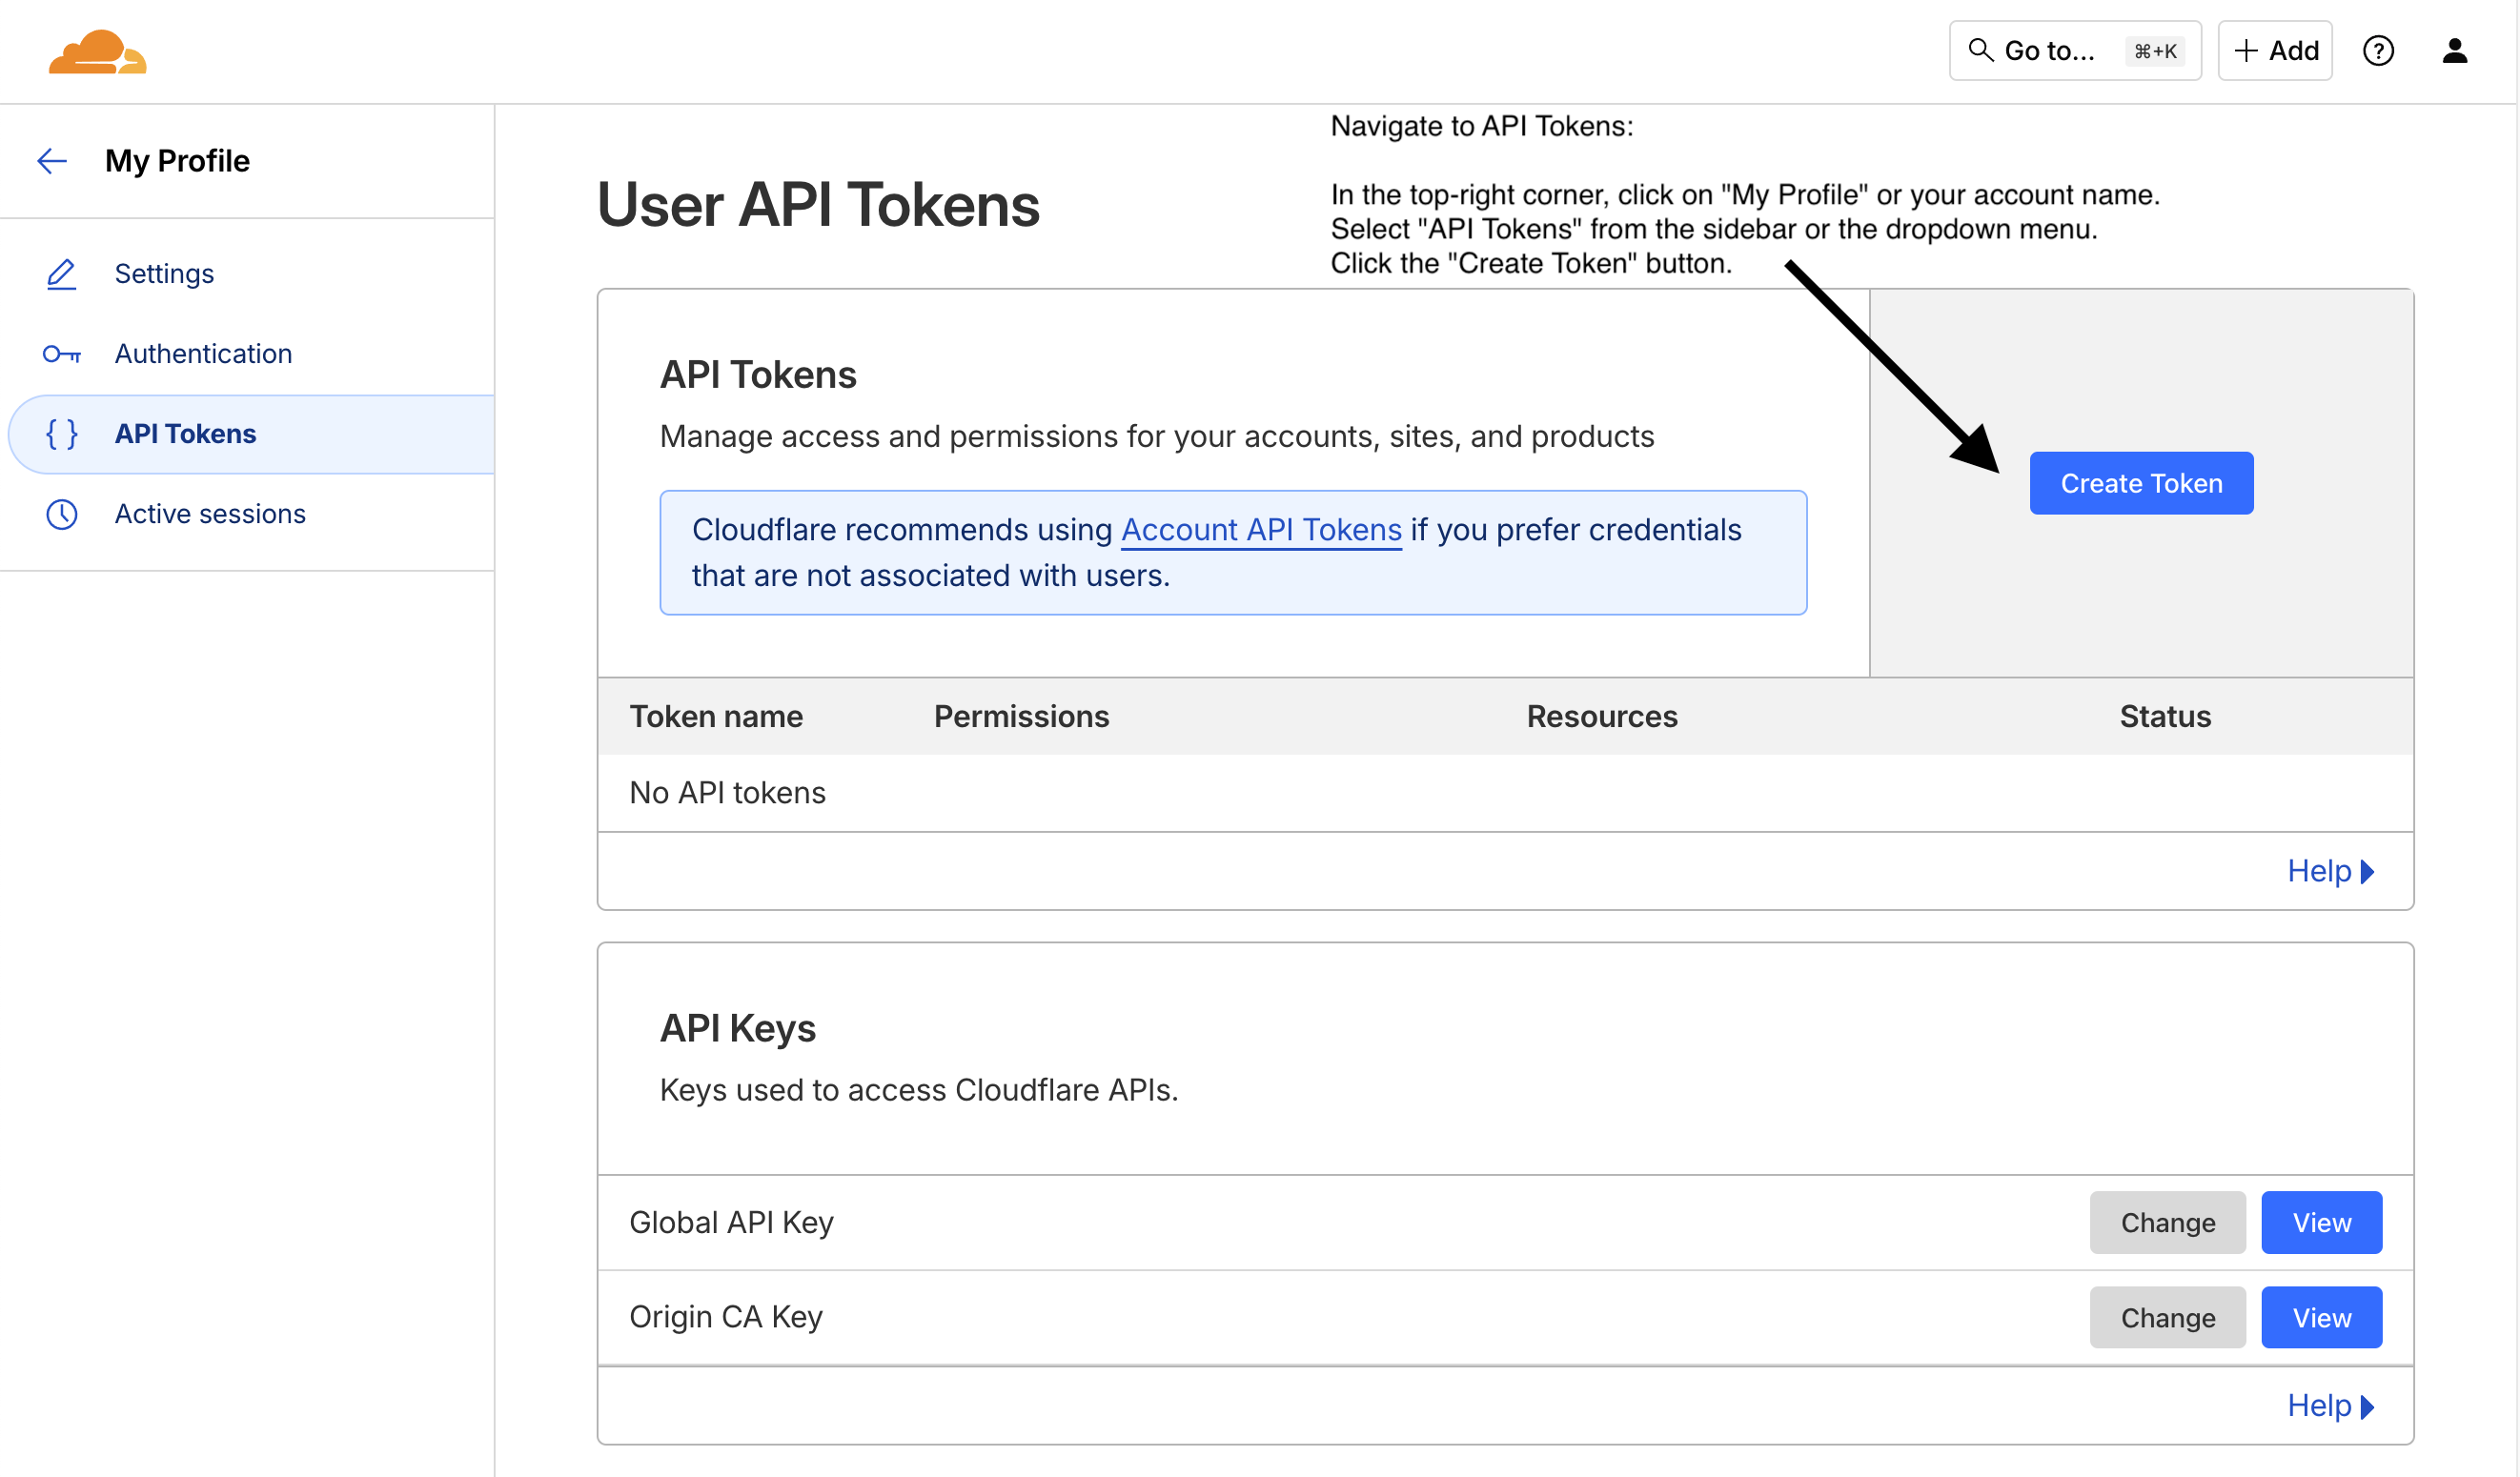 Go to...
⌘+K
+ Add
My Profile
Settings
Authentication
API Tokens
Active sessions
Navigate to API Tokens:
In the top-right corner, click on "My Profile" or your account name.
Select "API Tokens" from the sidebar or the dropdown menu.
Click the "Create Token" button.
User API Tokens
API Tokens
Manage access and permissions for your accounts, sites, and products
Cloudflare recommends using Account API Tokens if you prefer credentials
that are not associated with users.
Create Token
Token name Permissions Resources Status
No API tokens
Help
API Keys
Keys used to access Cloudflare APIs.
Global API Key Change View
Origin CA Key Change View
Help